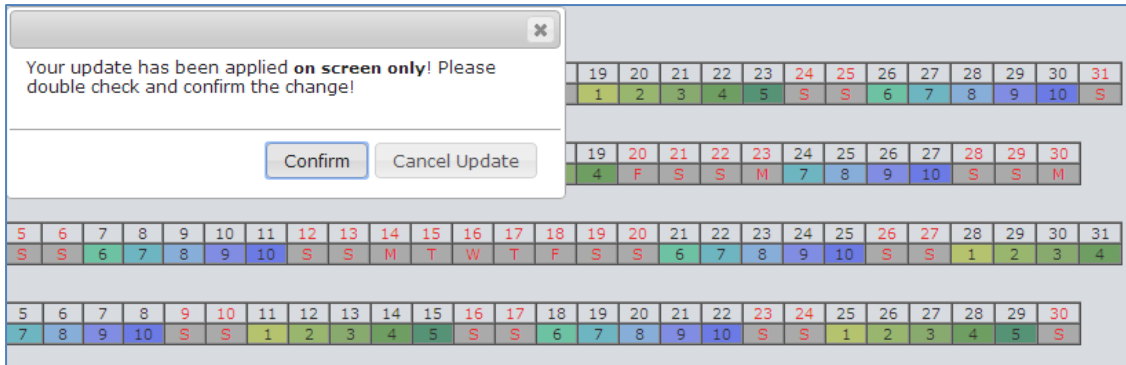 Your update has been applied on screen only! Please
double check and confirm the change!
Confirm Cancel Update
19 20 21 22 23 24 25 26 27 28 29 30 31
1 2 3 4 5 S S 6 7 8 9 10 S
19 20 21 22 23 24 25 26 27 28 29 30
4 F S S M 7 8 9 10 S S M
5 6 7 8 9 10 11 12 13 14 15 16 17 18 19 20 21 22 23 24 25 26 27 28 29 30 31
S S 6 7 8 9 10 S S M T W T F S S 6 7 8 9 10 S S 1 2 3 4
5 6 7 8 9 10 11 12 13 14 15 16 17 18 19 20 21 22 23 24 25 26 27 28 29 30
7 8 9 10 S S 1 2 3 4 5 S S 6 7 8 9 10 S S 1 2 3 4 5 S